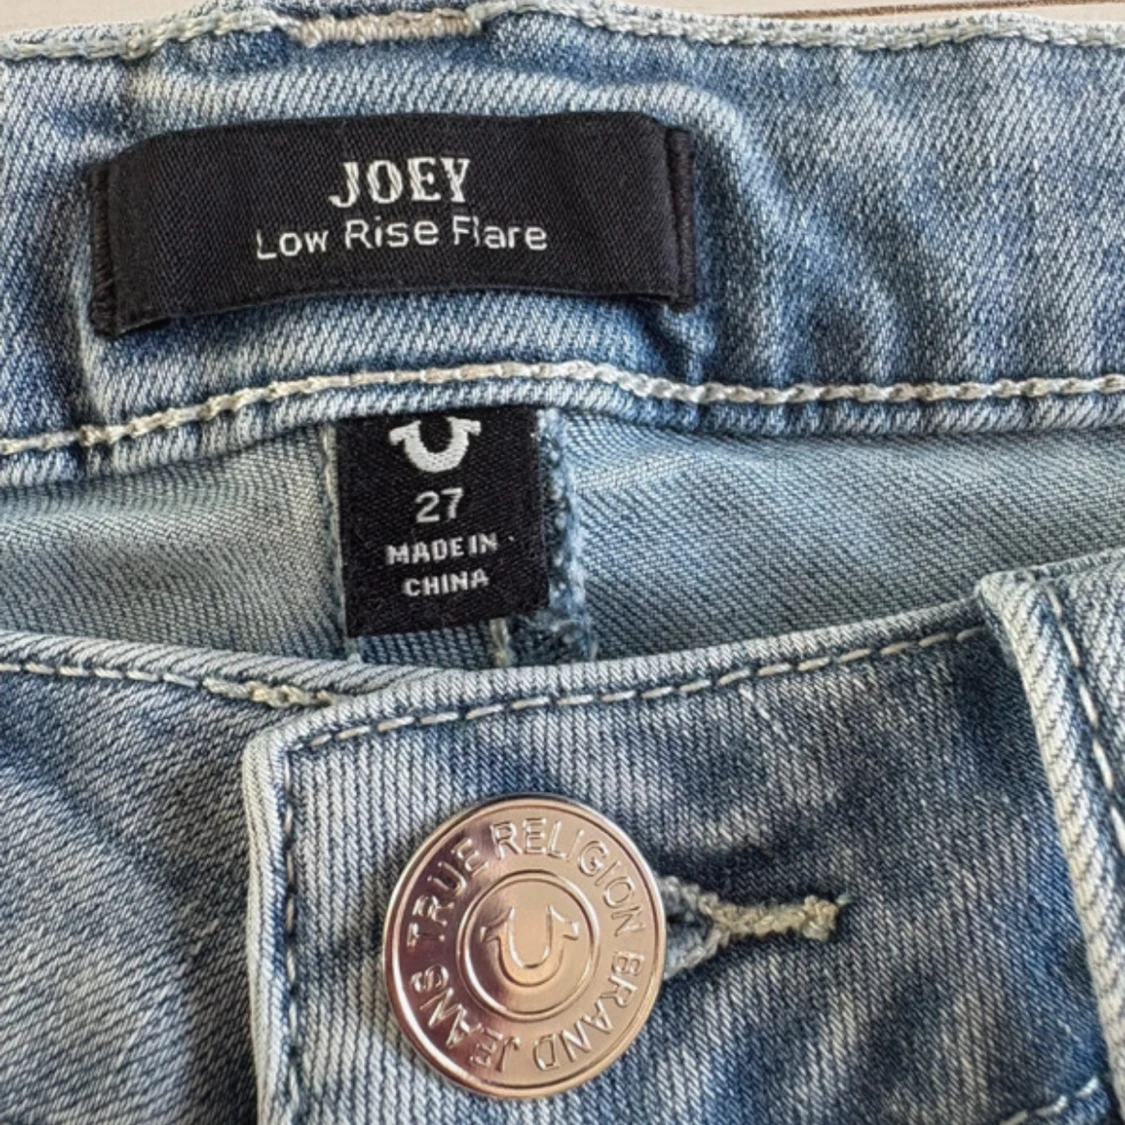 JOEY
Low Rise Flare
27
MADE IN
CHINA
TRUE RELIGION BRAND JEANS